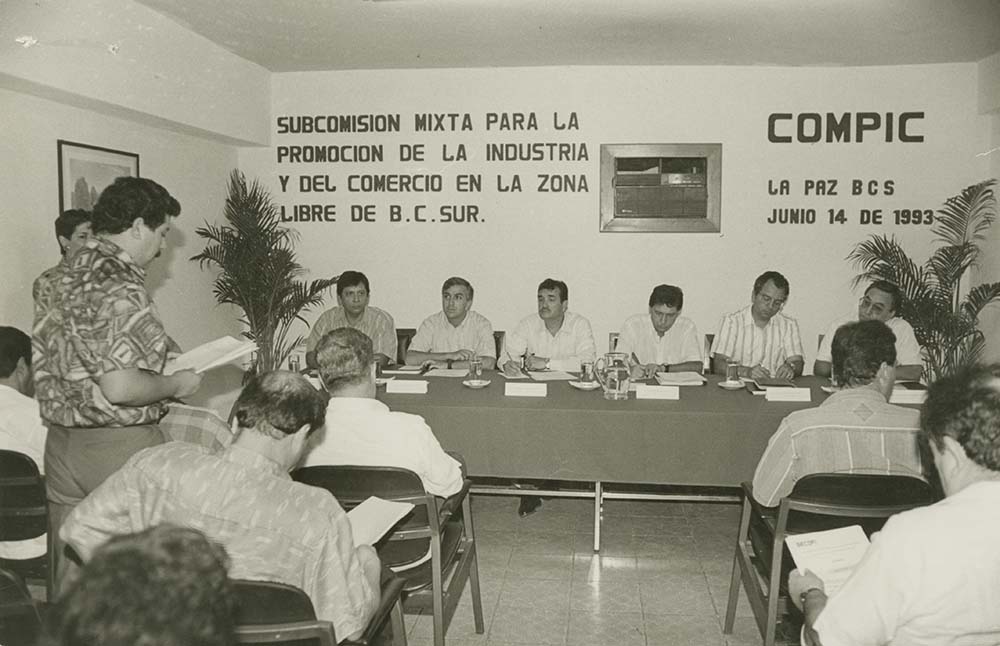 SUBCOMISION MIXTA PARA LA
PROMOCION DE LA INDUSTRIA
Y DEL COMERCIO EN LA ZONA
LIBRE DE B.C. SUR.
COMPIC
LA PAZ BCS
JUNIO 14 DE 1993
SECOFI